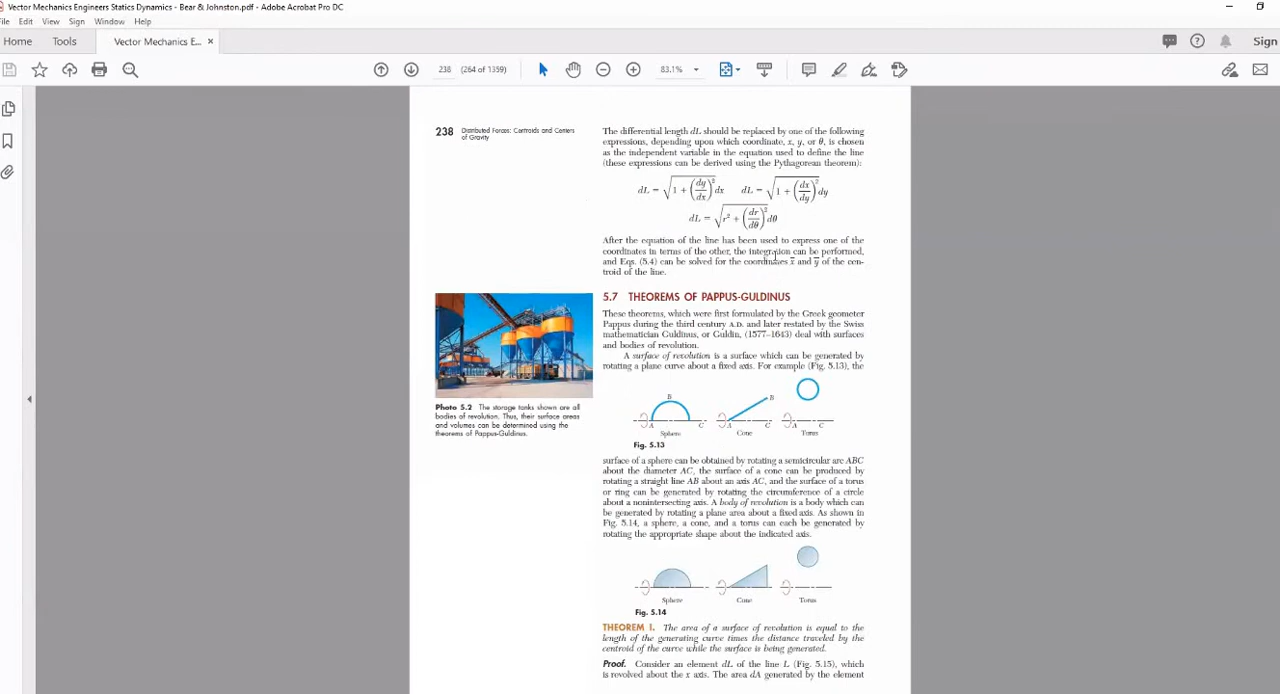 Vector Mechanics Engineers Statics Dynamics - Bear & Johnston.pdf - Adobe Acrobat Pro DC
File Edit View Sign Window Help
Home Tools Vector Mechanics E... × Sign
238 (264 of 1359) 83.1%
238 Distributed Forces: Centroids and Centers
of Gravity
The differential length dL should be replaced by one of the following
expressions, depending upon which coordinate, x, y, or θ, is chosen
as the independent variable in the equation used to define the line
(these expressions can be derived using the Pythagorean theorem):
dL = √(1 + (dy/dx)²) dx dL = √(1 + (dx/dy)²) dy
dL = √(r² + (dr/dθ)²) dθ
After the equation of the line has been used to express one of the
coordinates in terms of the other, the integration can be performed,
and Eqs. (5.4) can be solved for the coordinates x̄ and ȳ of the cen-
troid of the line.
5.7 THEOREMS OF PAPPUS-GULDINUS
These theorems, which were first formulated by the Greek geometer
Pappus during the third century A.D. and later restated by the Swiss
mathematician Guldinus, or Guldin, (1577–1643) deal with surfaces
and bodies of revolution.
A surface of revolution is a surface which can be generated by
rotating a plane curve about a fixed axis. For example (Fig. 5.13), the
B
B
A C A C A C
Sphere Cone Torus
Fig. 5.13
Photo 5.2 The storage tanks shown are all
bodies of revolution. Thus, their surface areas
and volumes can be determined using the
theorems of Pappus-Guldinus.
surface of a sphere can be obtained by rotating a semicircular arc ABC
about the diameter AC, the surface of a cone can be produced by
rotating a straight line AB about an axis AC, and the surface of a torus
or ring can be generated by rotating the circumference of a circle
about a nonintersecting axis. A body of revolution is a body which can
be generated by rotating a plane area about a fixed axis. As shown in
Fig. 5.14, a sphere, a cone, and a torus can each be generated by
rotating the appropriate shape about the indicated axis.
Sphere Cone Torus
Fig. 5.14
THEOREM I. The area of a surface of revolution is equal to the
length of the generating curve times the distance traveled by the
centroid of the curve while the surface is being generated.
Proof. Consider an element dL of the line L (Fig. 5.15), which
is revolved about the x axis. The area dA generated by the element